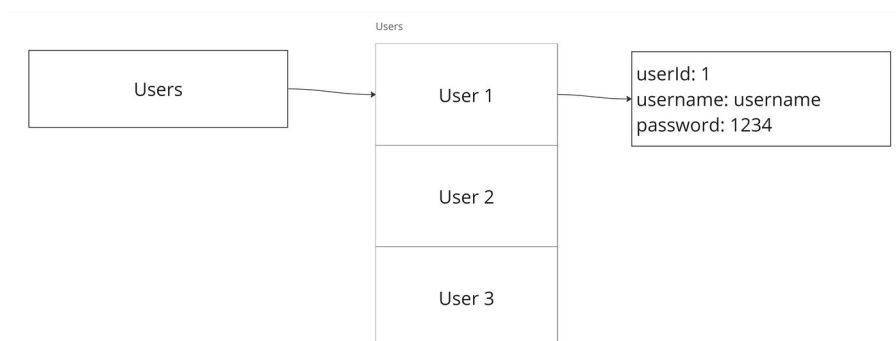 Users
Users
User 1
User 2
User 3
userId: 1
username: username
password: 1234